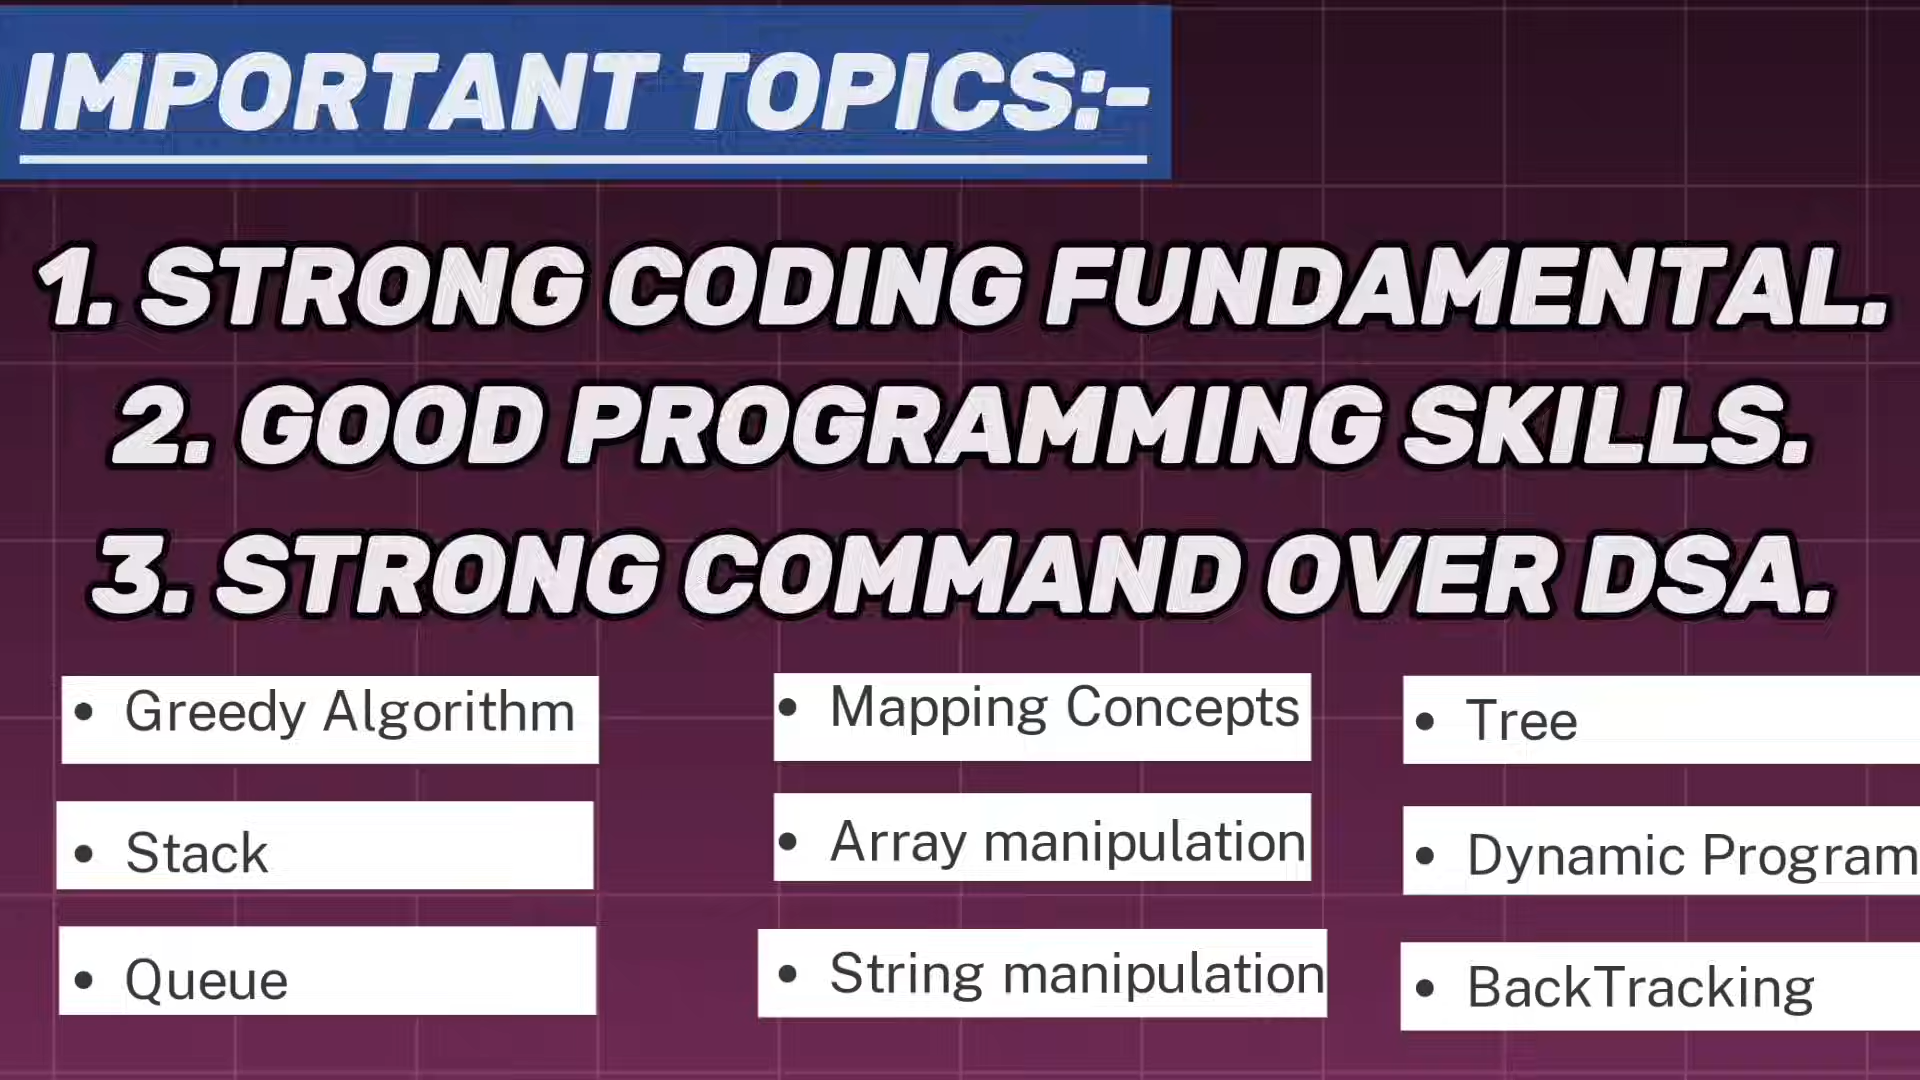 IMPORTANT TOPICS:-
1. STRONG CODING FUNDAMENTAL.
2. GOOD PROGRAMMING SKILLS.
3. STRONG COMMAND OVER DSA.
• Greedy Algorithm
• Stack
• Queue
• Mapping Concepts
• Array manipulation
• String manipulation
• Tree
• Dynamic Program
• BackTracking